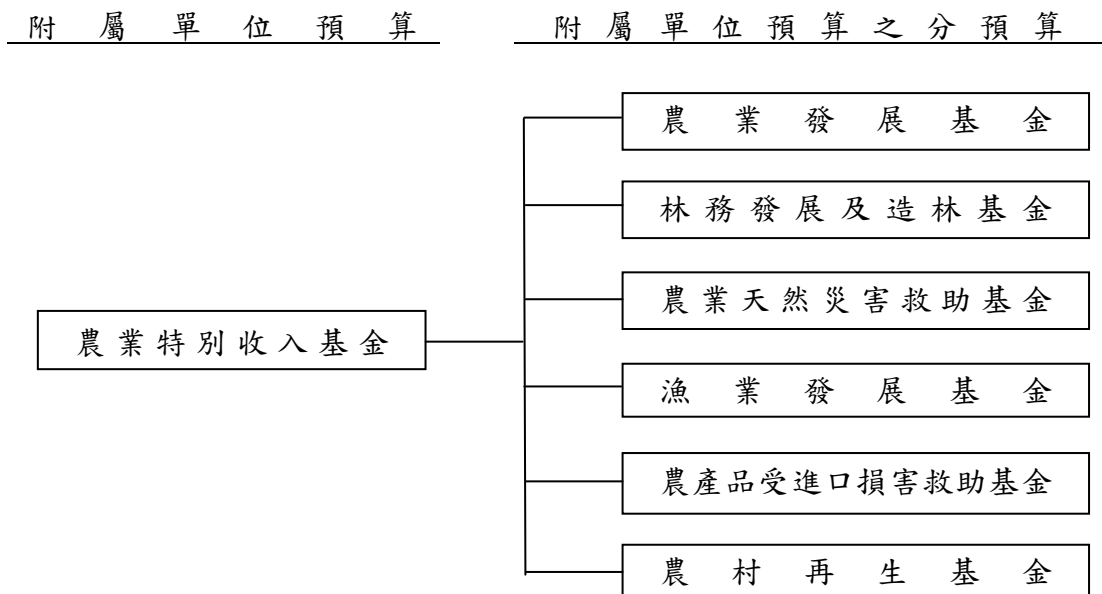 附屬單位預算
附屬單位預算之分預算
農業發展基金
林務發展及造林基金
農業天然災害救助基金
農業特別收入基金
漁業發展基金
農產品受進口損害救助基金
農村再生基金